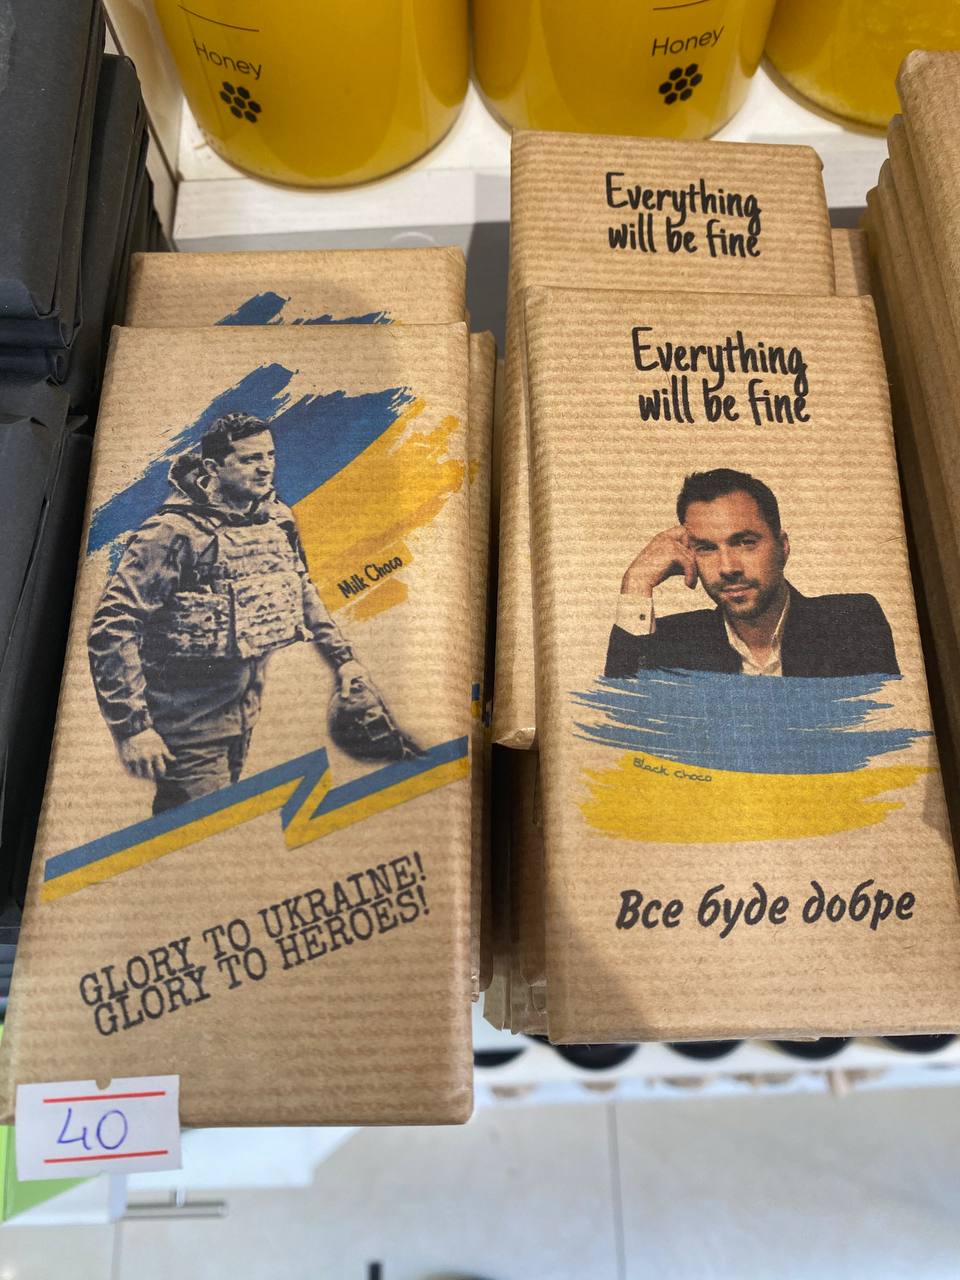 Honey
Honey
Everything
will be fine
Everything
will be fine
Milk Choco
Black Choco
GLORY TO UKRAINE!
GLORY TO HEROES!
Все буде добре
40